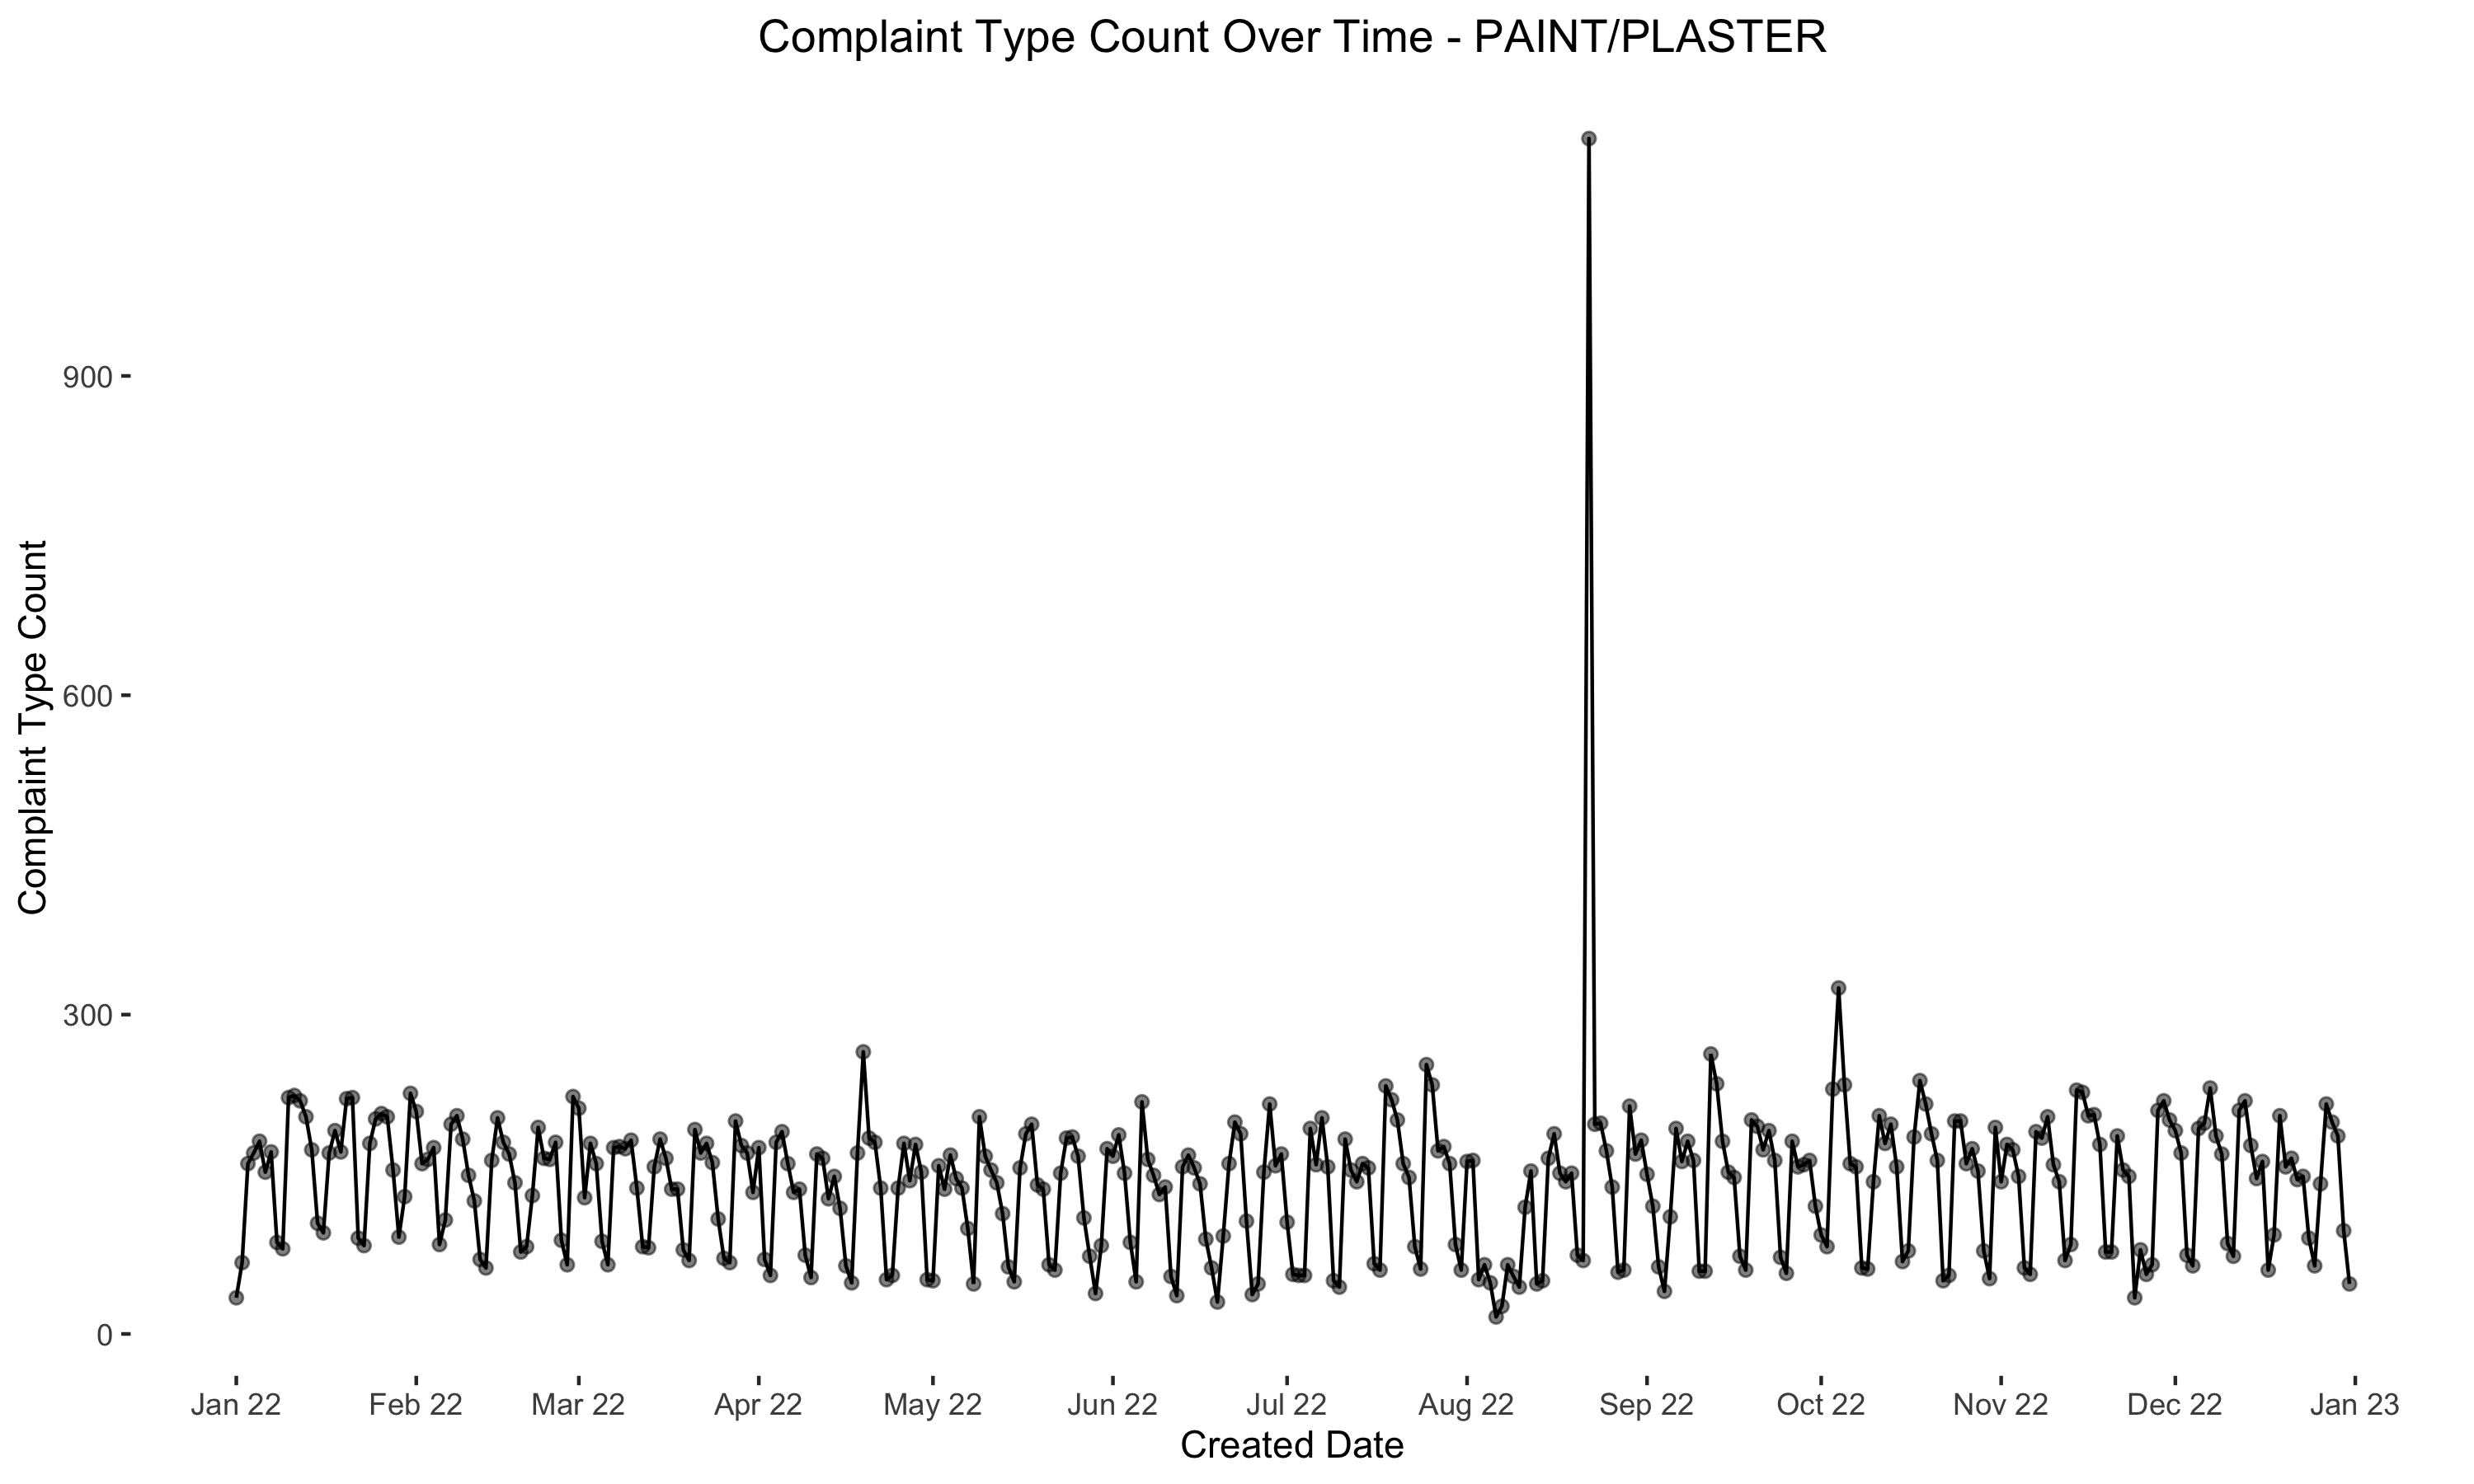 Complaint Type Count Over Time - PAINT/PLASTER
Complaint Type Count
900
600
300
0
Jan 22 Feb 22 Mar 22 Apr 22 May 22 Jun 22 Jul 22 Aug 22 Sep 22 Oct 22 Nov 22 Dec 22 Jan 23
Created Date